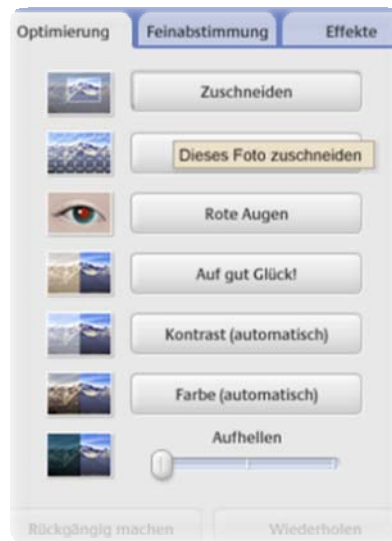 Optimierung Feinabstimmung Effekte
Zuschneiden
Dieses Foto zuschneiden
Rote Augen
Auf gut Glück!
Kontrast (automatisch)
Farbe (automatisch)
Aufhellen
Rückgängig machen Wiederholen